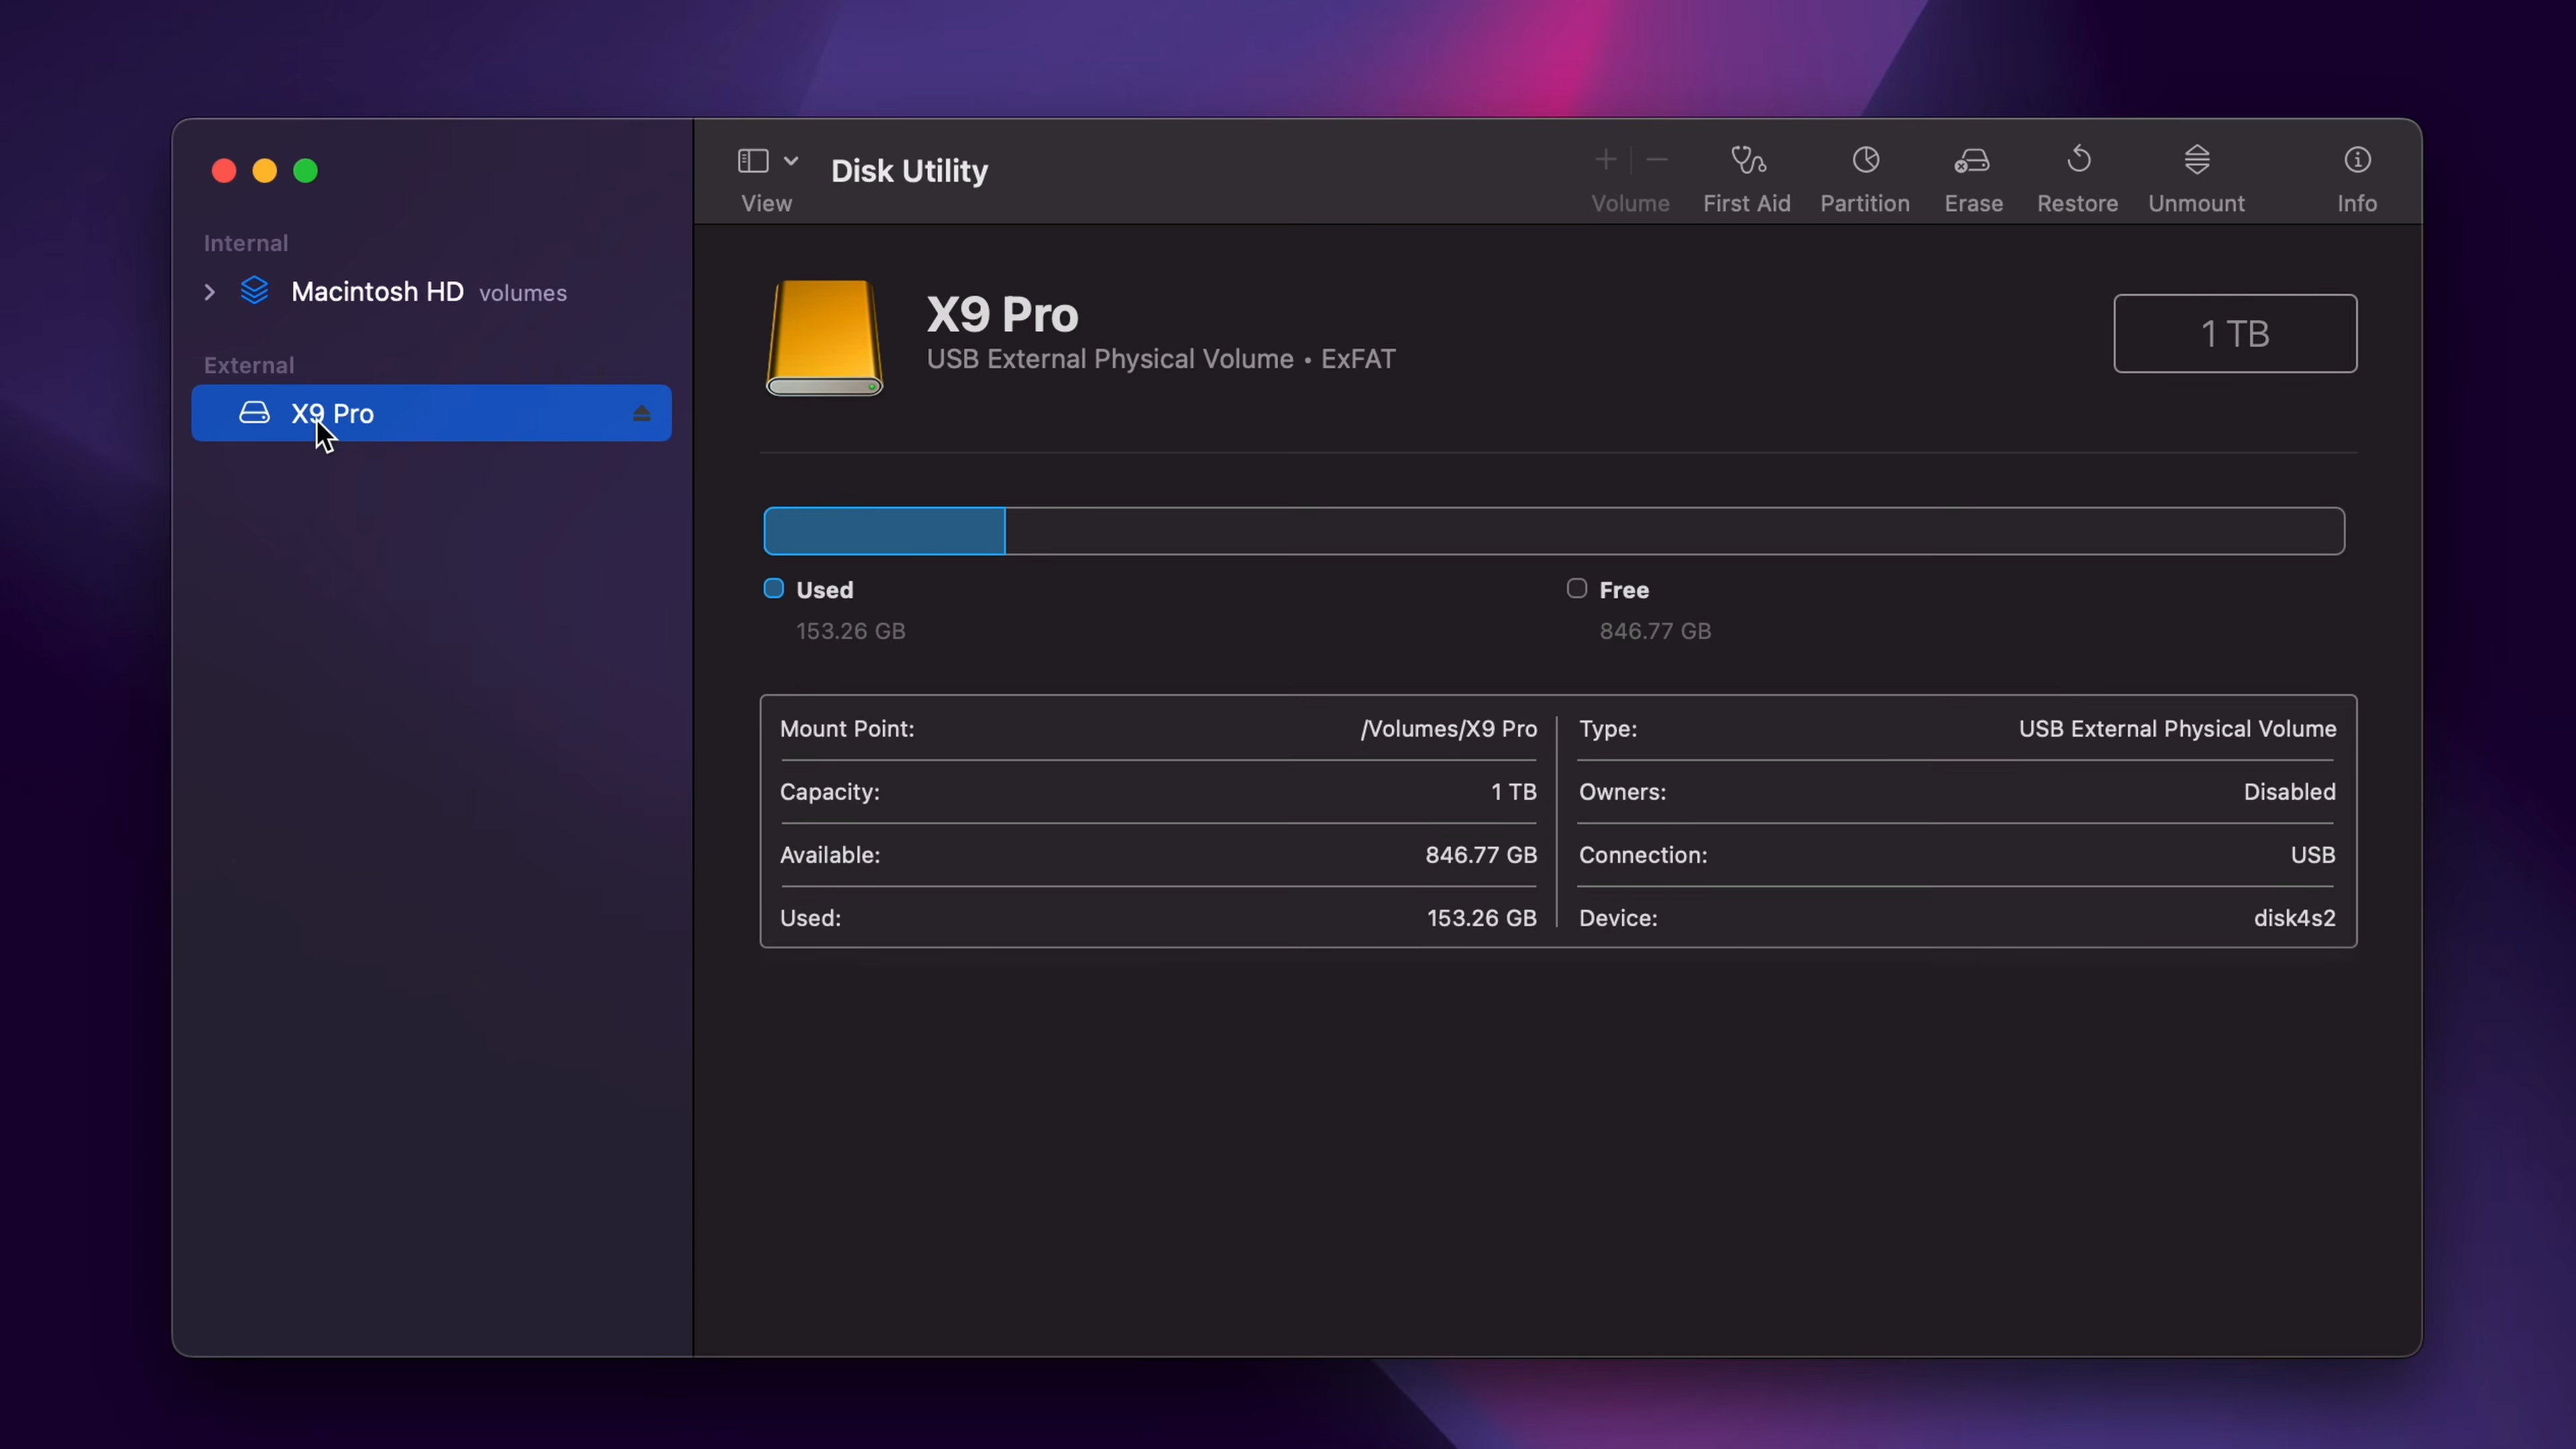 Internal
Macintosh HD volumes
External
X9 Pro
View
Disk Utility
Volume
First Aid
Partition
Erase
Restore
Unmount
Info
X9 Pro
USB External Physical Volume • ExFAT
1 TB
Used
153.26 GB
Free
846.77 GB
Mount Point: /Volumes/X9 Pro
Capacity: 1 TB
Available: 846.77 GB
Used: 153.26 GB
Type: USB External Physical Volume
Owners: Disabled
Connection: USB
Device: disk4s2